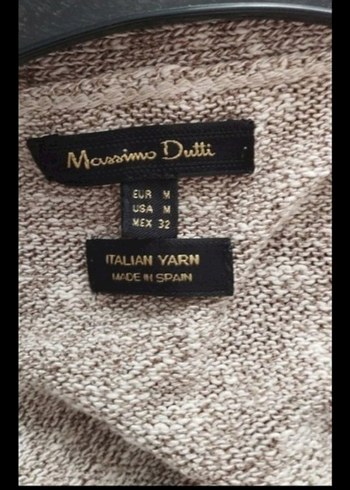 Massimo Dutti
EUR M
USA M
MEX 32
ITALIAN YARN
MADE IN SPAIN